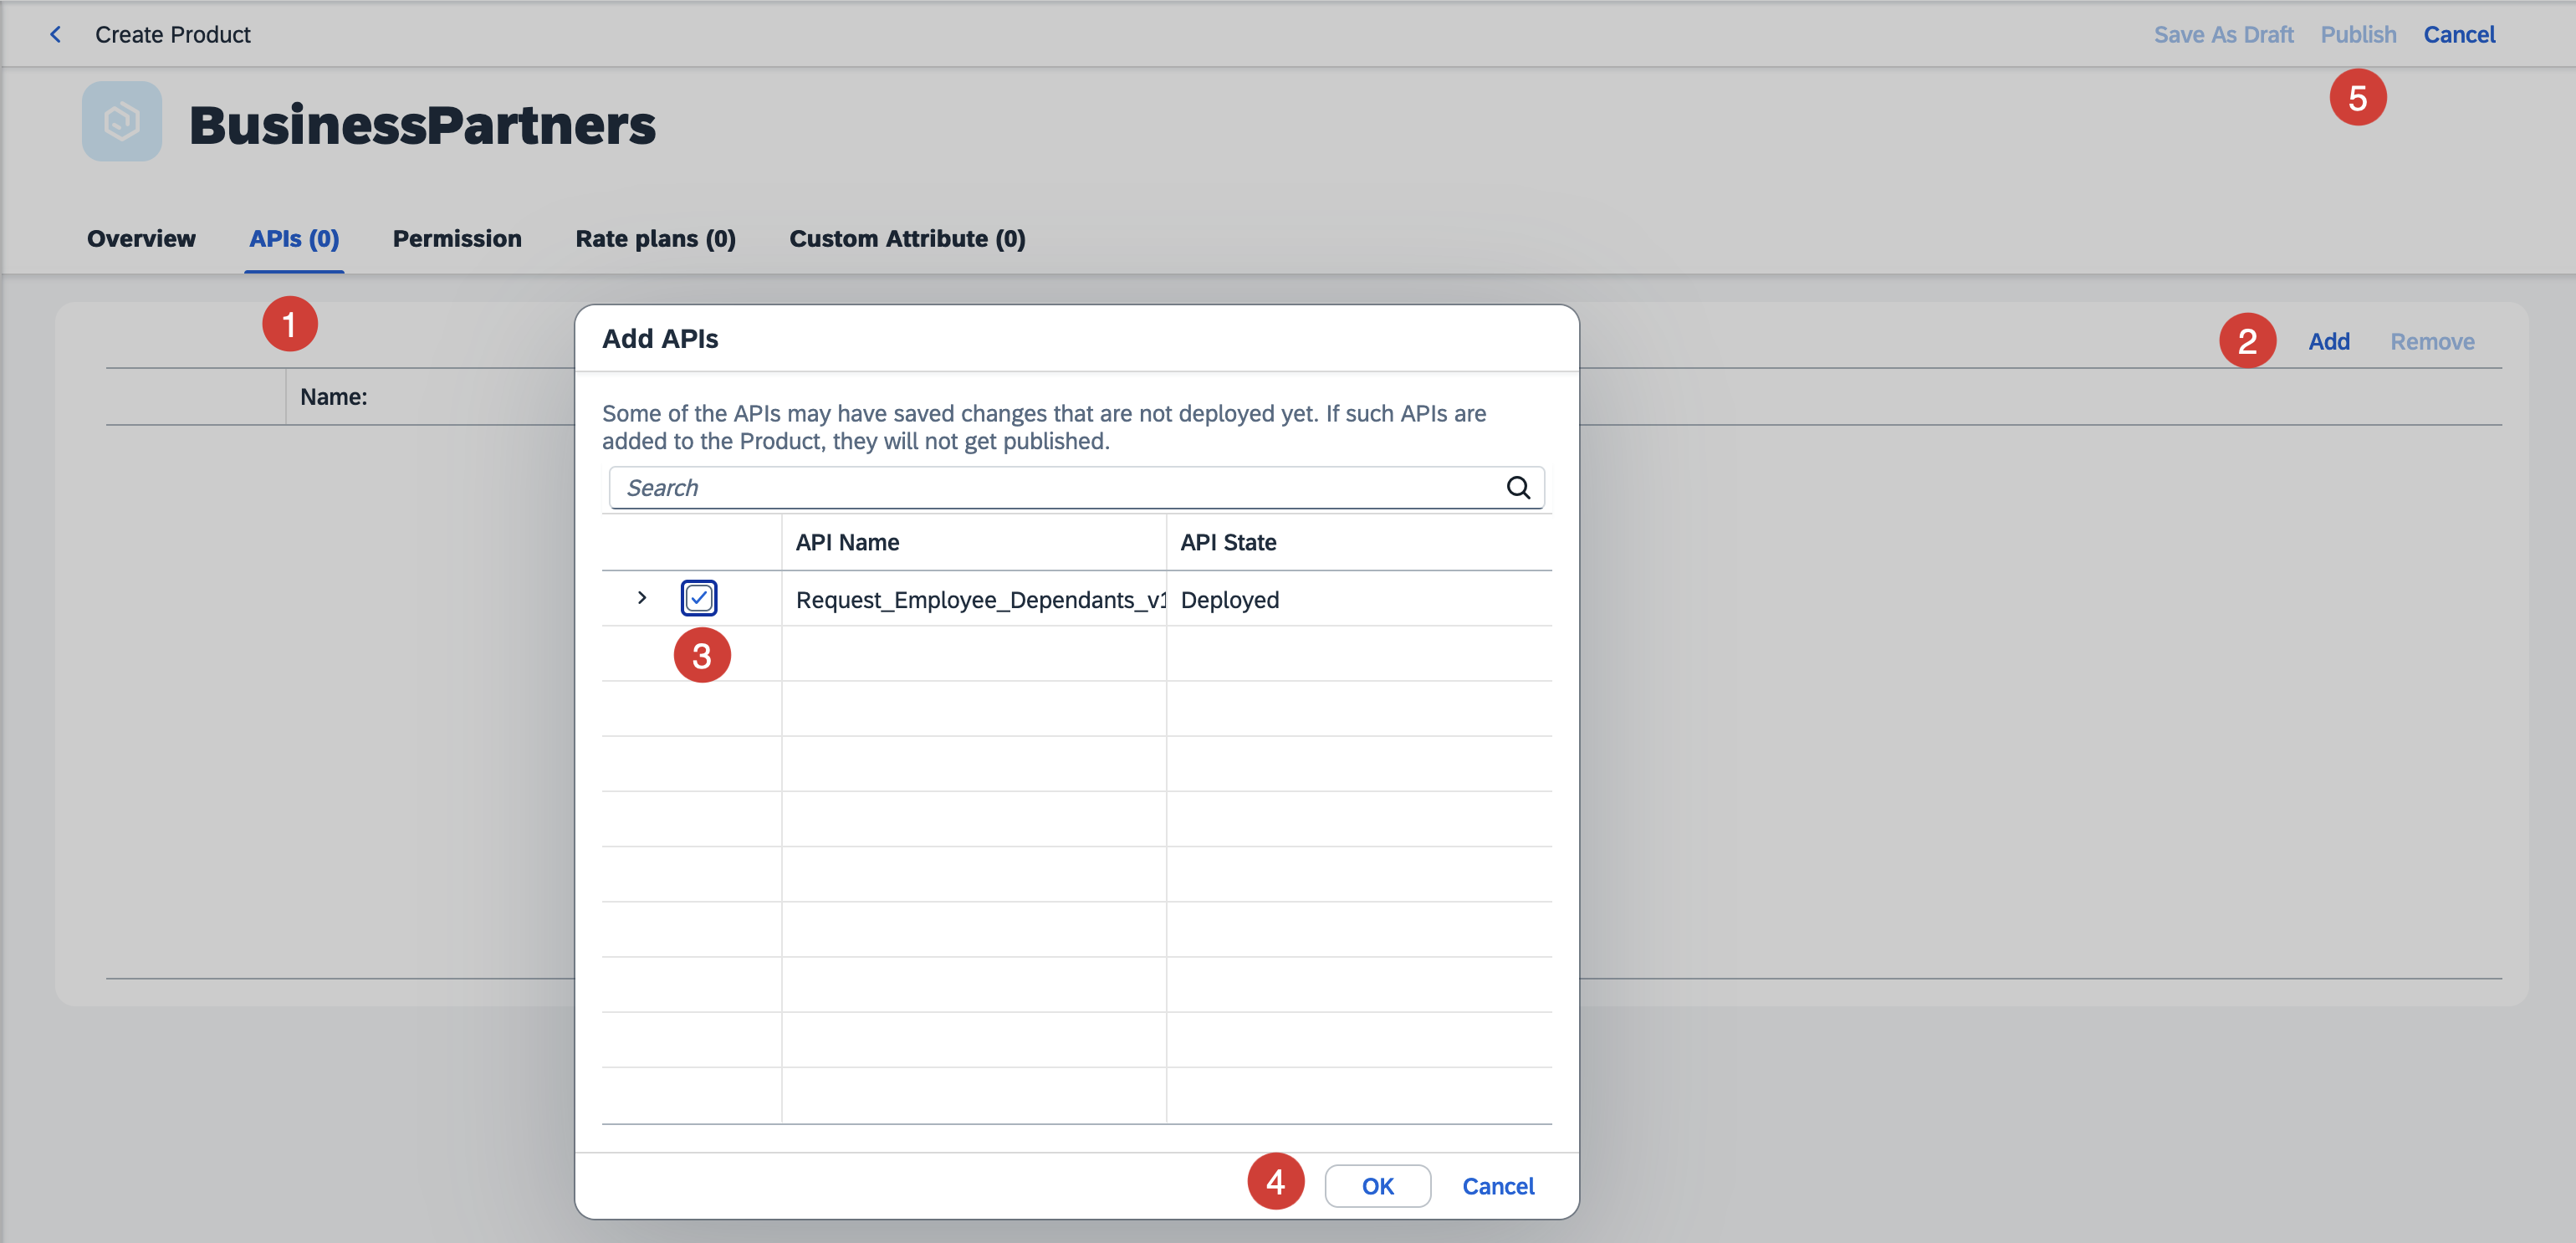 Create Product
Save As Draft Publish Cancel
5
BusinessPartners
Overview APIs (0) Permission Rate plans (0) Custom Attribute (0)
1
2 Add Remove
Name:
Add APIs
Some of the APIs may have saved changes that are not deployed yet. If such APIs are
added to the Product, they will not get published.
Search
API Name API State
Request_Employee_Dependants_v1 Deployed
3
4 OK Cancel